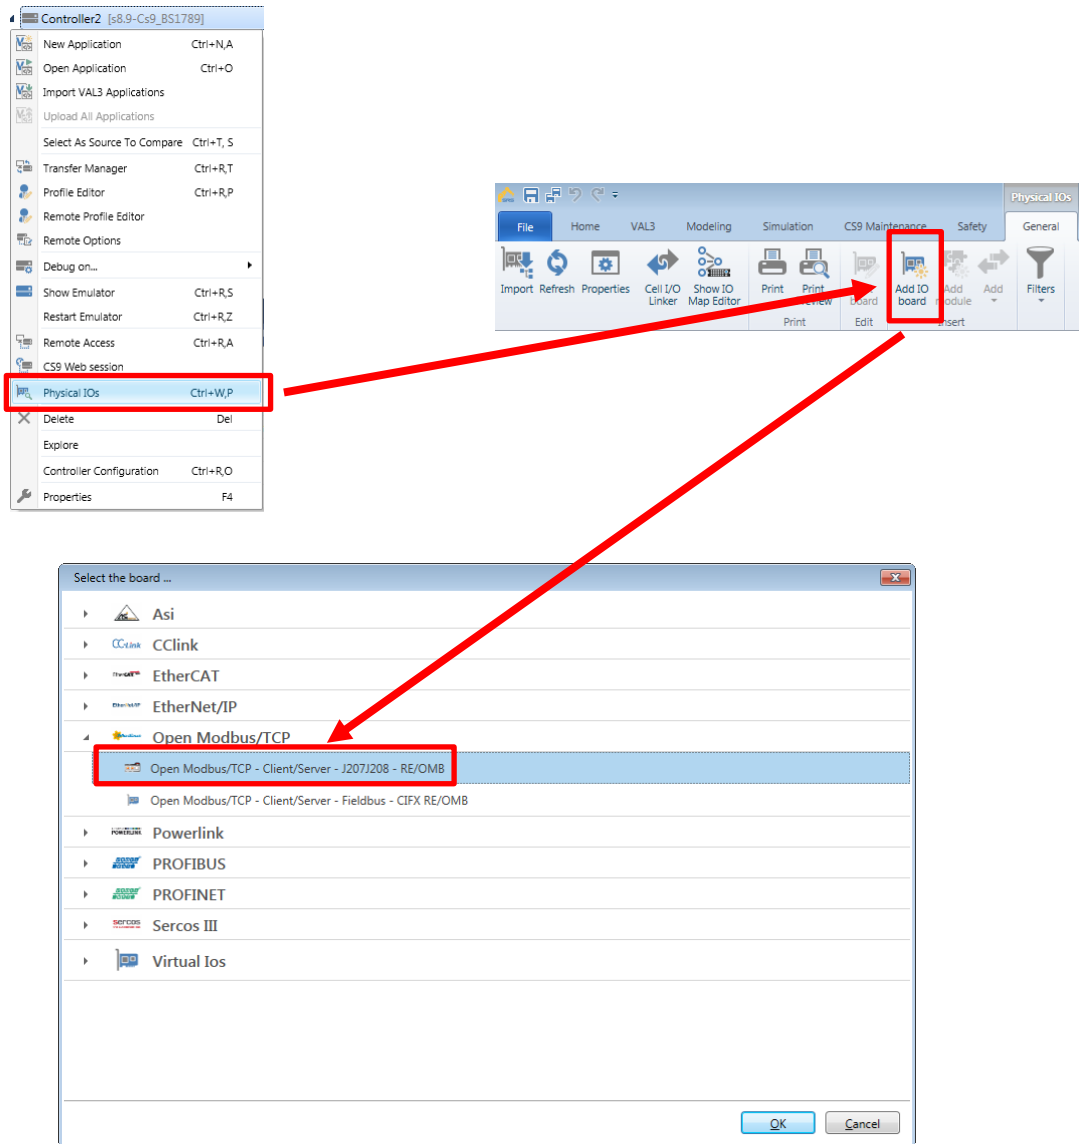 Controller2 [s8.9-Cs9_BS1789]
New Application Ctrl+N,A
Open Application Ctrl+O
Import VAL3 Applications
Upload All Applications
Select As Source To Compare Ctrl+T, S
Transfer Manager Ctrl+R,T
Profile Editor Ctrl+R,P
Remote Profile Editor
Remote Options
Debug on...
Show Emulator Ctrl+R,S
Restart Emulator Ctrl+R,Z
Remote Access Ctrl+R,A
CS9 Web session
Physical IOs Ctrl+W,P
Delete Del
Explore
Controller Configuration Ctrl+R,O
Properties F4
Physical IOs
File Home VAL3 Modeling Simulation CS9 Maintenance Safety General
Import Refresh Properties Cell I/O Linker Show IO Map Editor Print Print Add IO board Add module Add Filters
board
Print Edit Insert
Select the board ...
Asi
CC-Link CClink
EtherCAT
EtherNet/IP
Open Modbus/TCP
Open Modbus/TCP - Client/Server - J207J208 - RE/OMB
Open Modbus/TCP - Client/Server - Fieldbus - CIFX RE/OMB
POWERLINK Powerlink
PROFIBUS
PROFINET
sercos Sercos III
Virtual Ios
OK Cancel